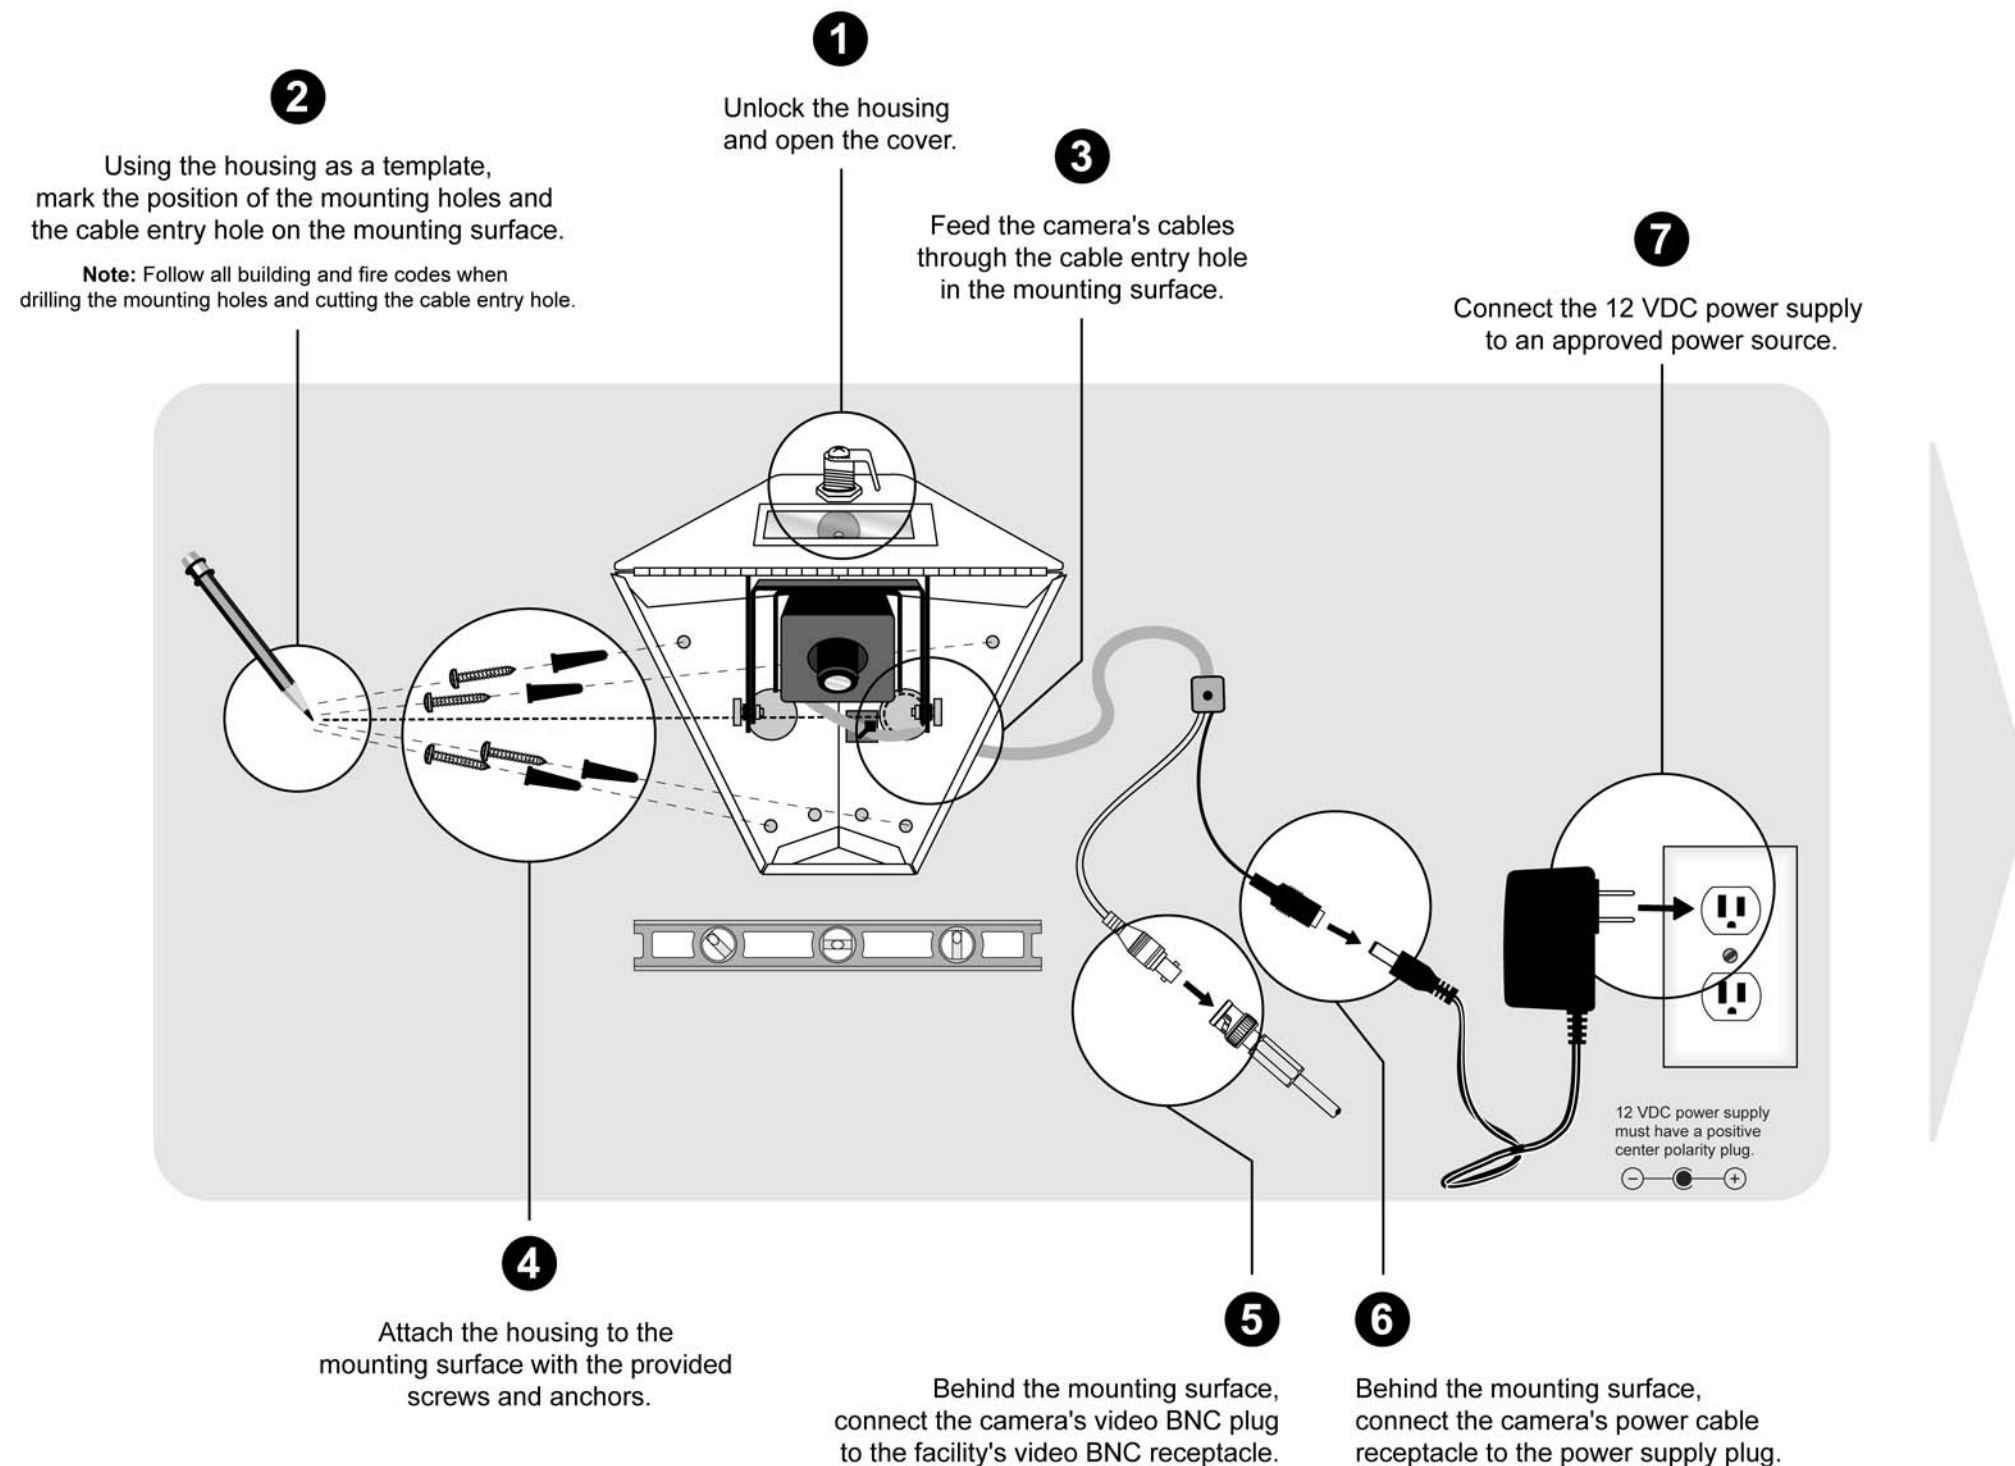 1
Unlock the housing
and open the cover.
2
Using the housing as a template,
mark the position of the mounting holes and
the cable entry hole on the mounting surface.
Note: Follow all building and fire codes when
drilling the mounting holes and cutting the cable entry hole.
3
Feed the camera's cables
through the cable entry hole
in the mounting surface.
4
Attach the housing to the
mounting surface with the provided
screws and anchors.
5
Behind the mounting surface,
connect the camera's video BNC plug
to the facility's video BNC receptacle.
6
Behind the mounting surface,
connect the camera's power cable
receptacle to the power supply plug.
7
Connect the 12 VDC power supply
to an approved power source.
12 VDC power supply
must have a positive
center polarity plug.
− +